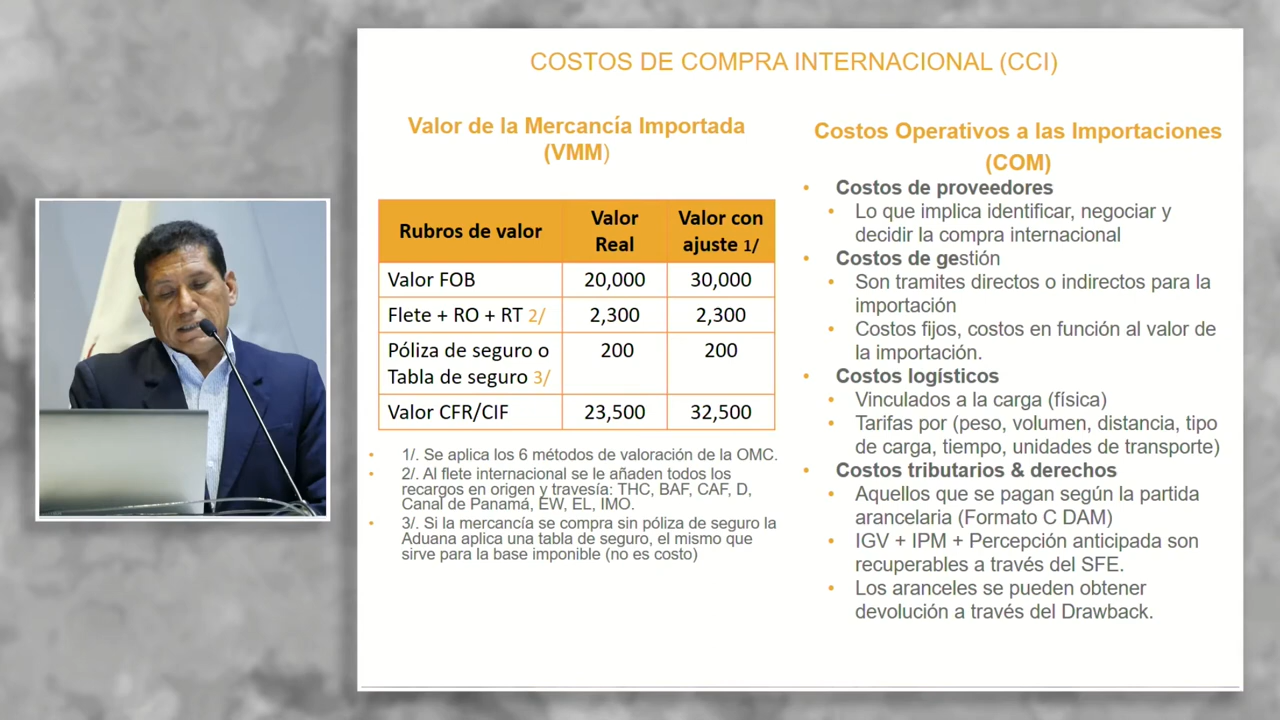 COSTOS DE COMPRA INTERNACIONAL (CCI)
Valor de la Mercancía Importada
(VMM)
Rubros de valor Valor Real Valor con ajuste 1/
Valor FOB 20,000 30,000
Flete + RO + RT 2/ 2,300 2,300
Póliza de seguro o 200 200
Tabla de seguro 3/
Valor CFR/CIF 23,500 32,500
• 1/. Se aplica los 6 métodos de valoración de la OMC.
• 2/. Al flete internacional se le añaden todos los
recargos en origen y travesía: THC, BAF, CAF, D,
Canal de Panamá, EW, EL, IMO.
• 3/. Si la mercancía se compra sin póliza de seguro la
Aduana aplica una tabla de seguro, el mismo que
sirve para la base imponible (no es costo)
Costos Operativos a las Importaciones
(COM)
• Costos de proveedores
• Lo que implica identificar, negociar y
decidir la compra internacional
• Costos de gestión
• Son tramites directos o indirectos para la
importación
• Costos fijos, costos en función al valor de
la importación.
• Costos logísticos
• Vinculados a la carga (física)
• Tarifas por (peso, volumen, distancia, tipo
de carga, tiempo, unidades de transporte)
• Costos tributarios & derechos
• Aquellos que se pagan según la partida
arancelaria (Formato C DAM)
• IGV + IPM + Percepción anticipada son
recuperables a través del SFE.
• Los aranceles se pueden obtener
devolución a través del Drawback.